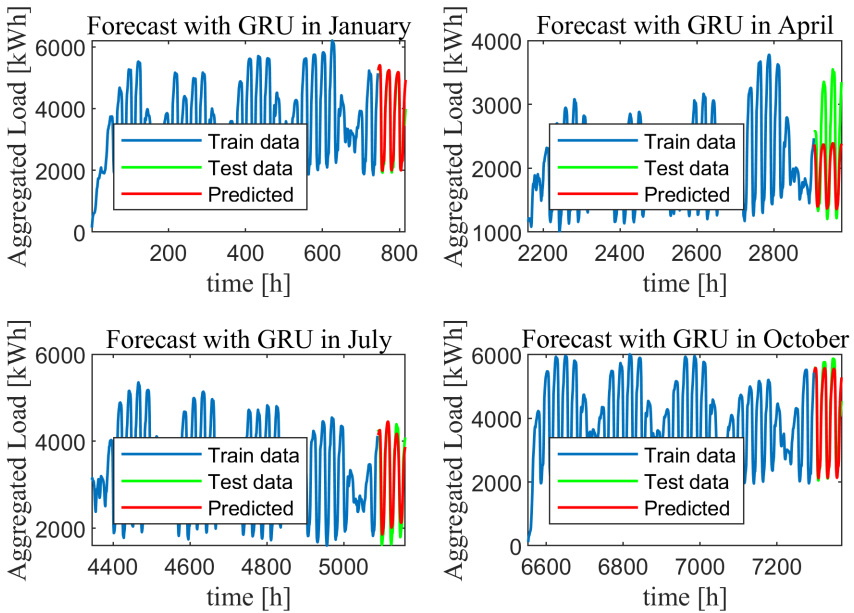 Forecast with GRU in January
Aggregated Load [kWh]
6000
4000
2000
0
Train data
Test data
Predicted
200
400
600
800
time [h]
Forecast with GRU in April
Aggregated Load [kWh]
4000
3000
2000
1000
Train data
Test data
Predicted
2200
2400
2600
2800
time [h]
Forecast with GRU in July
Aggregated Load [kWh]
6000
4000
2000
Train data
Test data
Predicted
4400
4600
4800
5000
time [h]
Forecast with GRU in October
Aggregated Load [kWh]
6000
4000
2000
0
Train data
Test data
Predicted
6600
6800
7000
7200
time [h]